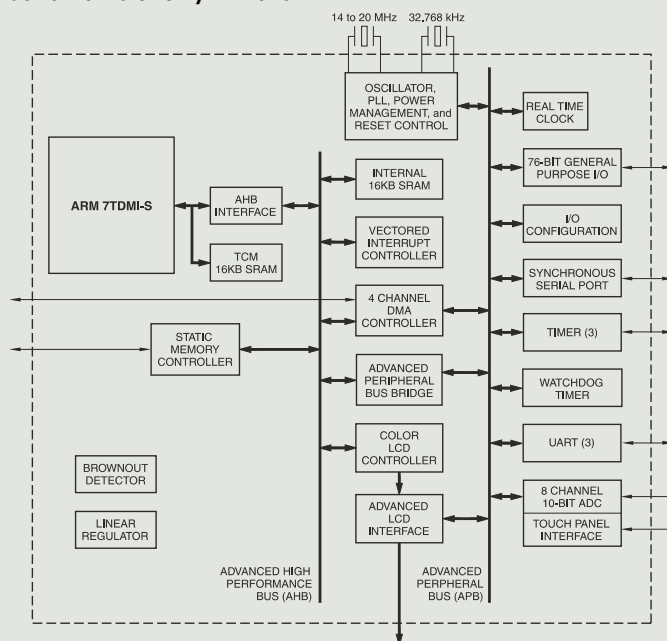 14 to 20 MHz
32.768 kHz
OSCILLATOR,
PLL, POWER
MANAGEMENT, and
RESET CONTROL
REAL TIME
CLOCK
ARM 7TDMI-S
AHB
INTERFACE
TCM
16KB SRAM
INTERNAL
16KB SRAM
76-BIT GENERAL
PURPOSE I/O
VECTORED
INTERRUPT
CONTROLLER
I/O
CONFIGURATION
4 CHANNEL
DMA
CONTROLLER
SYNCHRONOUS
SERIAL PORT
STATIC
MEMORY
CONTROLLER
TIMER (3)
ADVANCED
PERIPHERAL
BUS BRIDGE
WATCHDOG
TIMER
COLOR
LCD
CONTROLLER
UART (3)
BROWNOUT
DETECTOR
LINEAR
REGULATOR
ADVANCED
LCD
INTERFACE
8 CHANNEL
10-BIT ADC
TOUCH PANEL
INTERFACE
ADVANCED HIGH
PERFORMANCE
BUS (AHB)
ADVANCED
PERIPHERAL
BUS (APB)